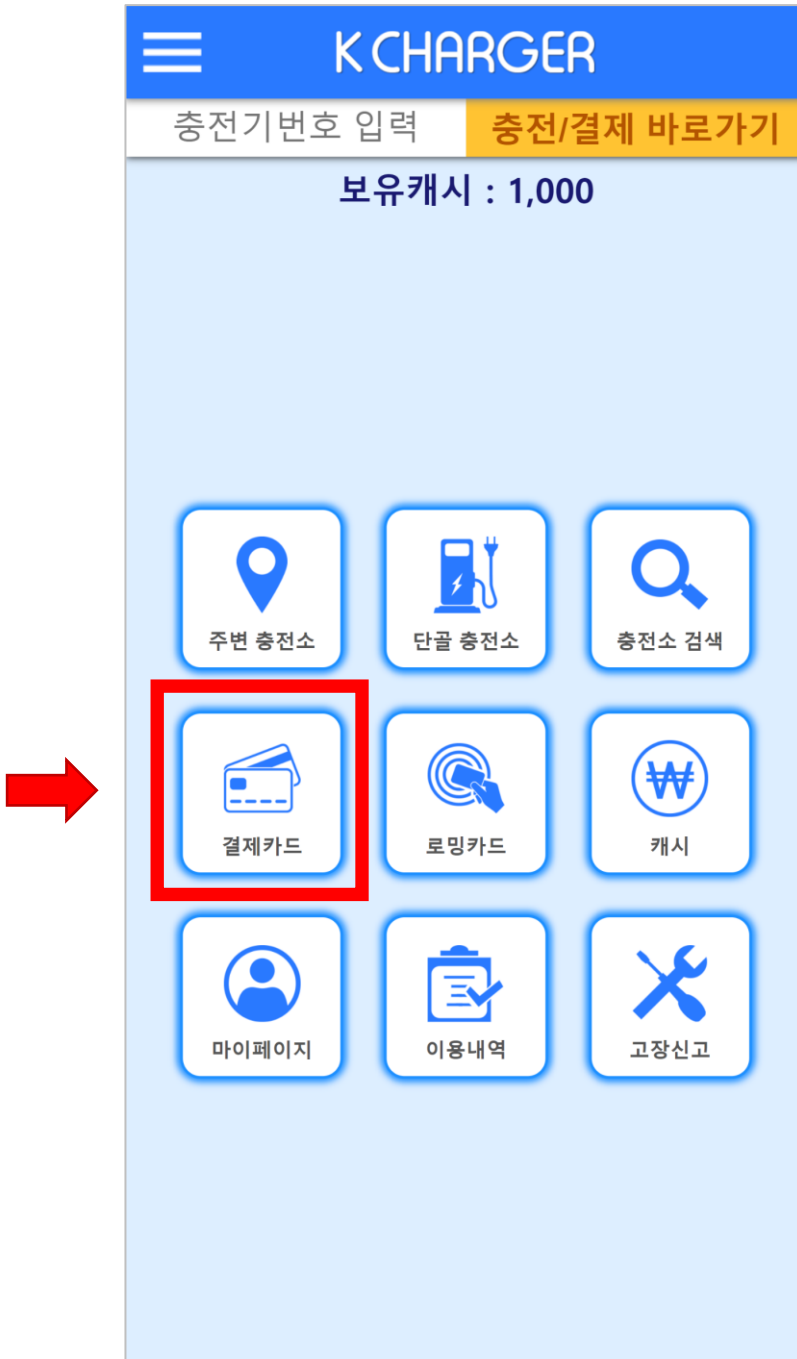 K CHARGER
충전기번호 입력 충전/결제 바로가기
보유캐시 : 1,000
주변 충전소 단골 충전소 충전소 검색
결제카드 로밍카드 캐시
마이페이지 이용내역 고장신고